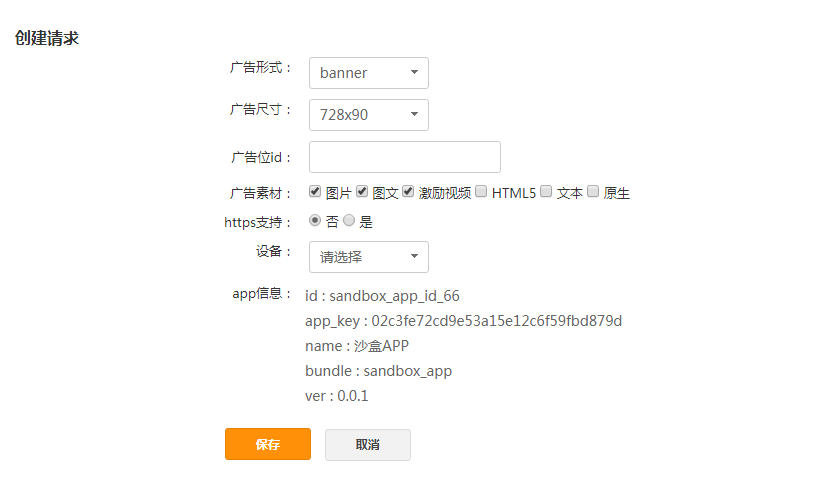 创建请求
广告形式： banner
广告尺寸： 728x90
广告位id：
广告素材： 图片 图文 激励视频 HTML5 文本 原生
https支持： 否 是
设备： 请选择
app信息： id : sandbox_app_id_66
app_key : 02c3fe72cd9e53a15e12c6f59fbd879d
name : 沙盒APP
bundle : sandbox_app
ver : 0.0.1
保存 取消